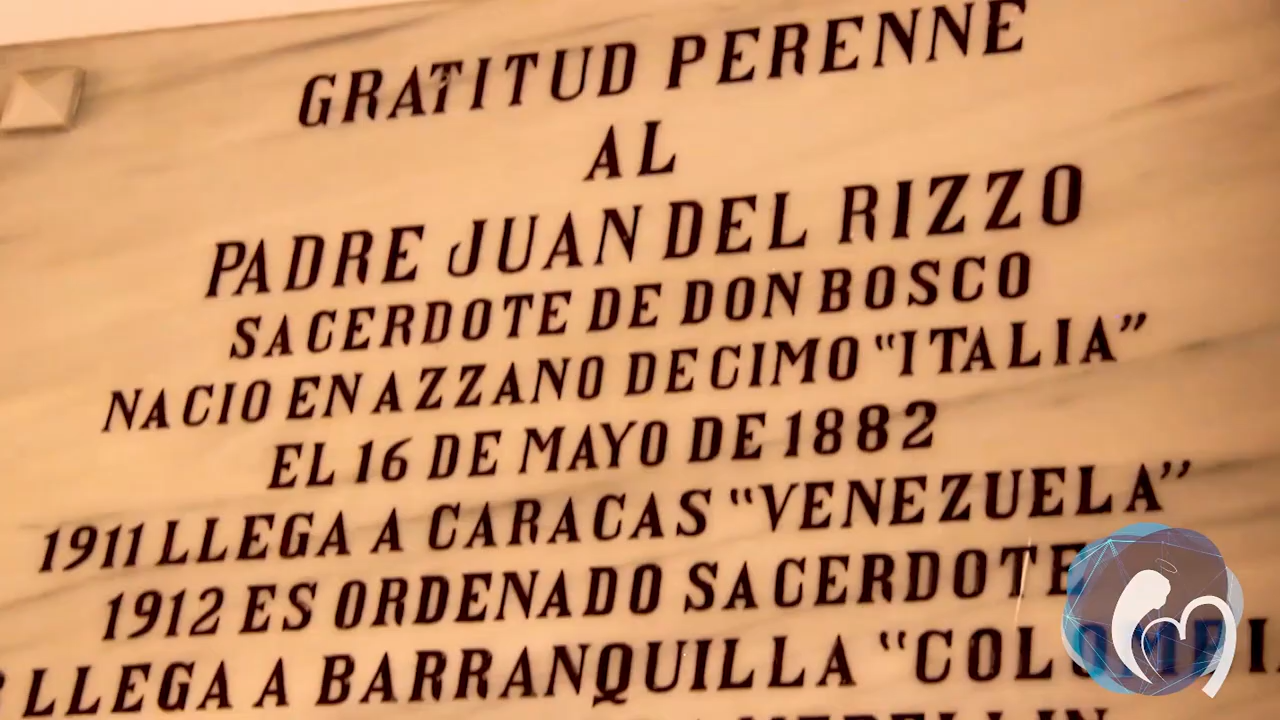 GRATITUD PERENNE
AL
PADRE JUAN DEL RIZZO
SACERDOTE DE DON BOSCO
NACIO EN AZZANO DECIMO “ITALIA”
EL 16 DE MAYO DE 1882
1911 LLEGA A CARACAS “VENEZUELA”
1912 ES ORDENADO SACERDOTE
LLEGA A BARRANQUILLA